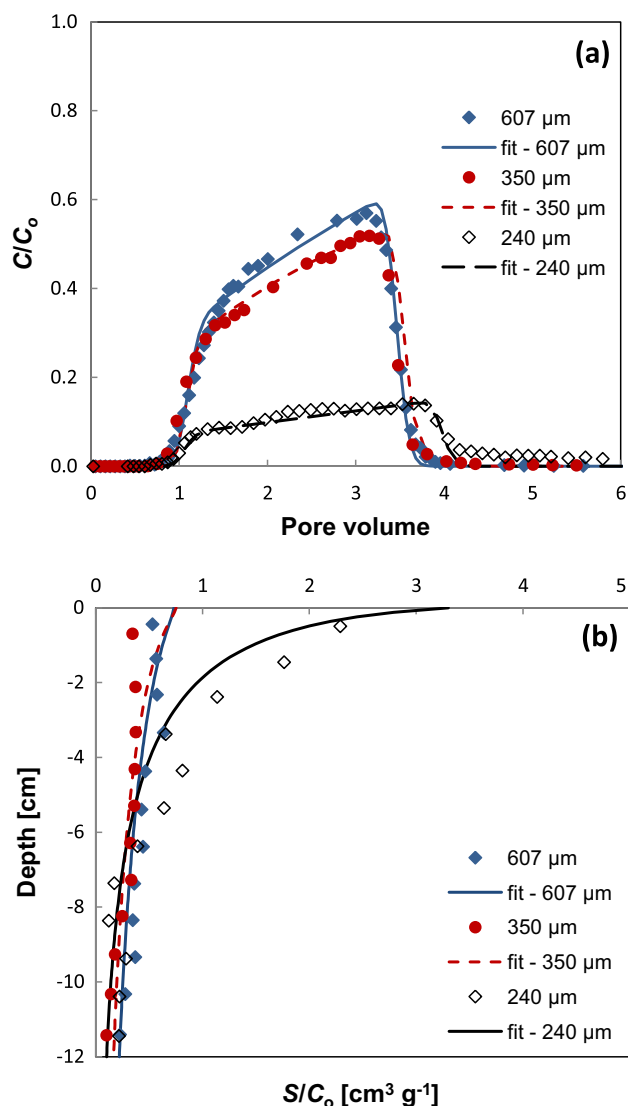 (a)
1.0
0.8
0.6
0.4
0.2
0.0
C/Co
607 µm
fit - 607 µm
350 µm
fit - 350 µm
240 µm
fit - 240 µm
0 1 2 3 4 5 6
Pore volume
0 1 2 3 4 5
(b)
0
-2
-4
-6
-8
-10
-12
Depth [cm]
607 µm
fit - 607 µm
350 µm
fit - 350 µm
240 µm
fit - 240 µm
S/Co [cm³ g⁻¹]